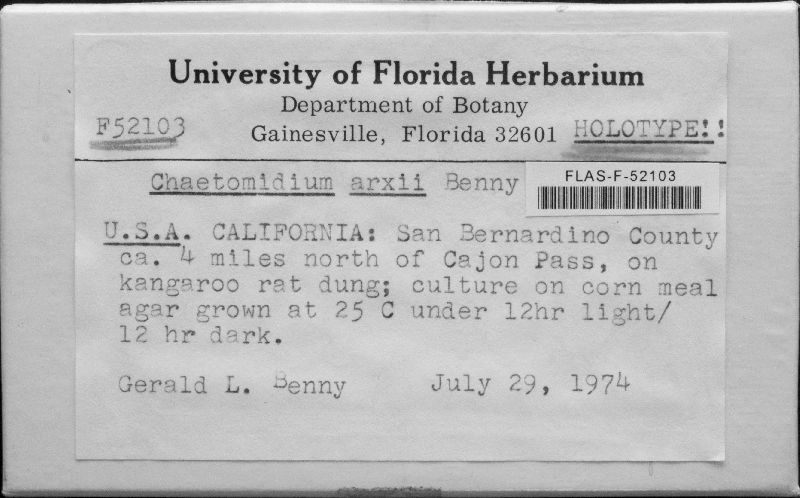 University of Florida Herbarium
Department of Botany
F52103
Gainesville, Florida 32601
HOLOTYPE!!
Chaetomidium arxii Benny
FLAS-F-52103
U.S.A. CALIFORNIA: San Bernardino County
ca. 4 miles north of Cajon Pass, on
kangaroo rat dung; culture on corn meal
agar grown at 25 C under 12hr light/
12 hr dark.
Gerald L. Benny July 29, 1974